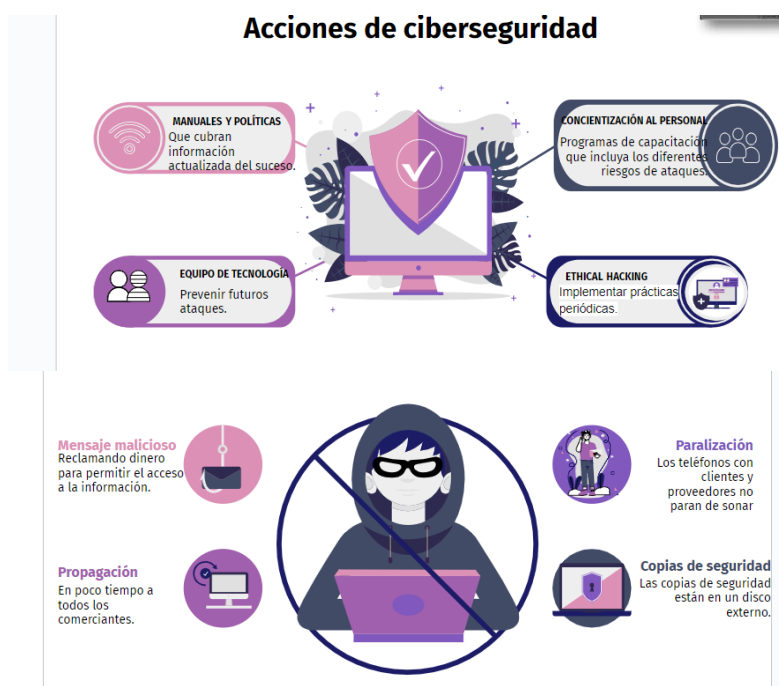 Acciones de ciberseguridad
MANUALES Y POLÍTICAS
Que cubran
información
actualizada del suceso.
CONCIENTIZACIÓN AL PERSONAL
Programas de capacitación
que incluya los diferentes
riesgos de ataques.
EQUIPO DE TECNOLOGÍA
Prevenir futuros
ataques.
ETHICAL HACKING
Implementar prácticas
periódicas.
Mensaje malicioso
Reclamando dinero
para permitir el acceso
a la información.
Paralización
Los teléfonos con
clientes y
proveedores no
paran de sonar
Propagación
En poco tiempo a
todos los
comerciantes.
Copias de seguridad
Las copias de seguridad
están en un disco
externo.